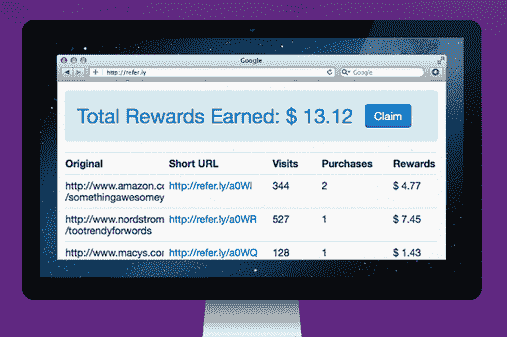 Google
http://refer.ly
Google
Total Rewards Earned: $ 13.12 Claim
Original Short URL Visits Purchases Rewards
http://www.amazon.co http://refer.ly/a0WI 344 2 $ 4.77
/somethingawesomey
http://www.nordstrom http://refer.ly/a0WR 527 1 $ 7.45
/tootrendyforwords
http://www.macys.com http://refer.ly/a0WQ 128 1 $ 1.43